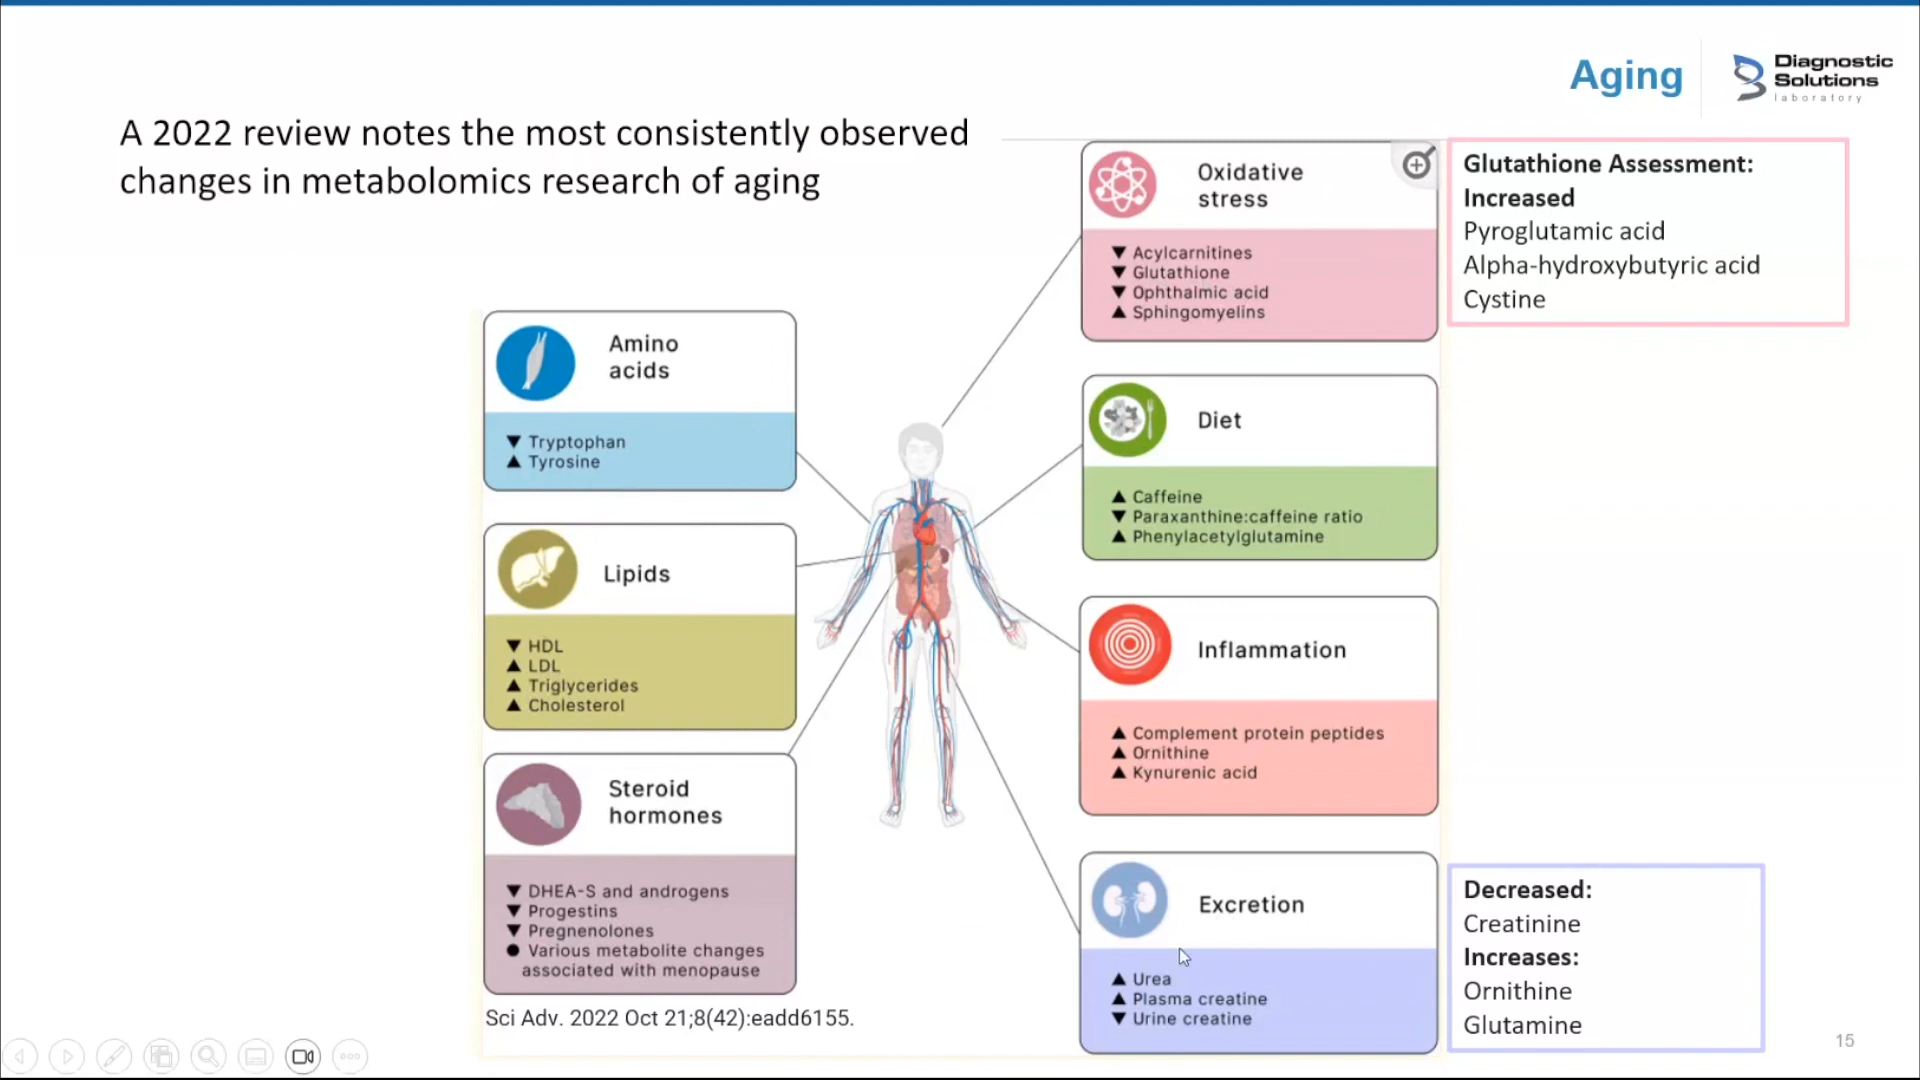 Aging
Diagnostic
Solutions
laboratory
A 2022 review notes the most consistently observed
changes in metabolomics research of aging
Amino
acids
▼ Tryptophan
▲ Tyrosine
Lipids
▼ HDL
▲ LDL
▲ Triglycerides
▲ Cholesterol
Steroid
hormones
▼ DHEA-S and androgens
▼ Progestins
▼ Pregnenolones
● Various metabolite changes
associated with menopause
Sci Adv. 2022 Oct 21;8(42):eadd6155.
Oxidative
stress
▼ Acylcarnitines
▼ Glutathione
▼ Ophthalmic acid
▲ Sphingomyelins
Diet
▲ Caffeine
▼ Paraxanthine:caffeine ratio
▲ Phenylacetylglutamine
Inflammation
▲ Complement protein peptides
▲ Ornithine
▲ Kynurenic acid
Excretion
▲ Urea
▲ Plasma creatine
▼ Urine creatine
Glutathione Assessment:
Increased
Pyroglutamic acid
Alpha-hydroxybutyric acid
Cystine
Decreased:
Creatinine
Increases:
Ornithine
Glutamine
15